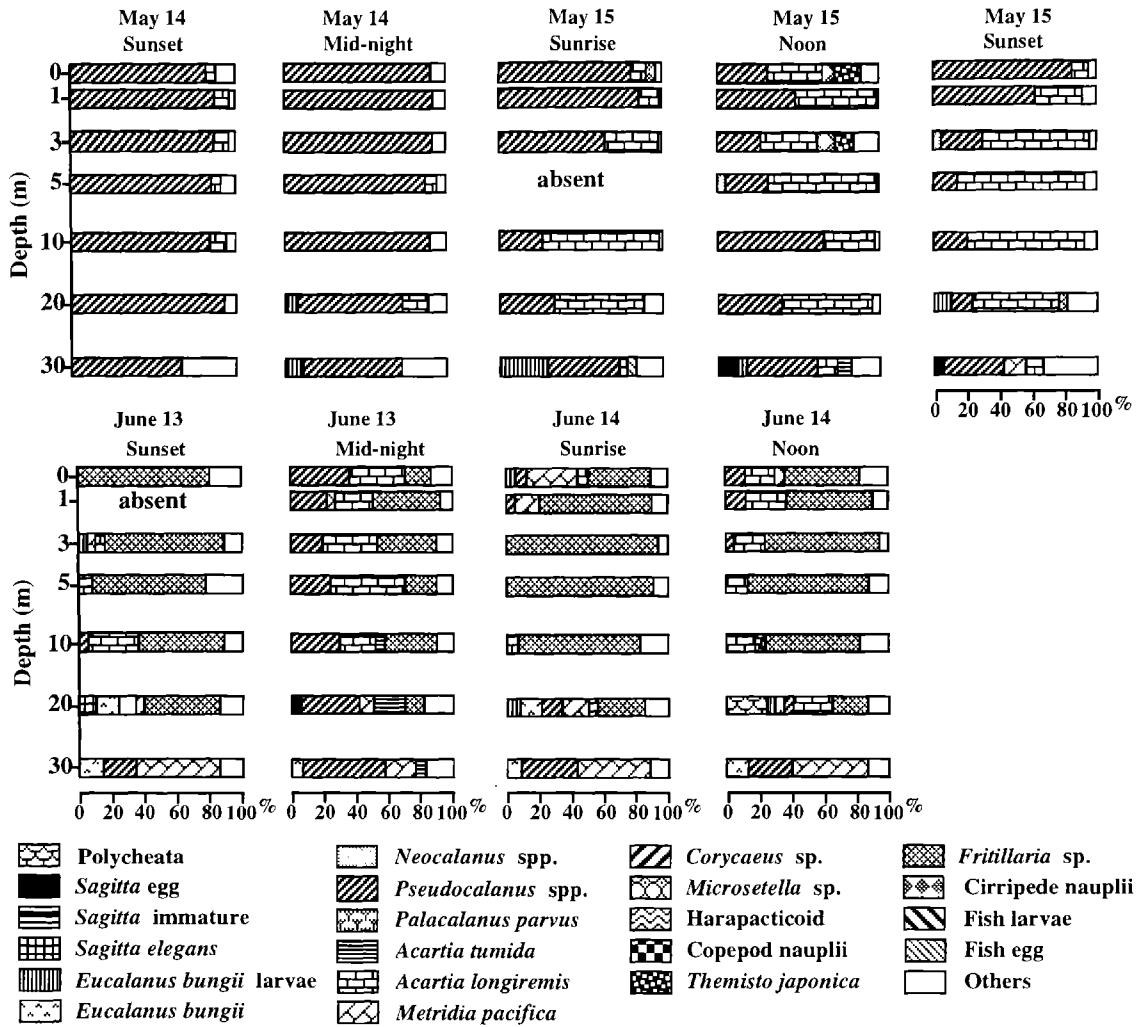 May 14 May 14 May 15 May 15 May 15
Sunset Mid-night Sunrise Noon Sunset
0
1
3
5 absent
10
20
30
Depth (m)
0 20 40 60 80 100 %
June 13 June 13 June 14 June 14
Sunset Mid-night Sunrise Noon
0
1 absent
3
5
10
20
30
Depth (m)
0 20 40 60 80 100 % 0 20 40 60 80 100 % 0 20 40 60 80 100 % 0 20 40 60 80 100 %
Polycheata Neocalanus spp. Corycaeus sp. Fritillaria sp.
Sagitta egg Pseudocalanus spp. Microsetella sp. Cirripede nauplii
Sagitta immature Palacalanus parvus Harapacticoid Fish larvae
Sagitta elegans Acartia tumida Copepod nauplii Fish egg
Eucalanus bungii larvae Acartia longiremis Themisto japonica Others
Eucalanus bungii Metridia pacifica